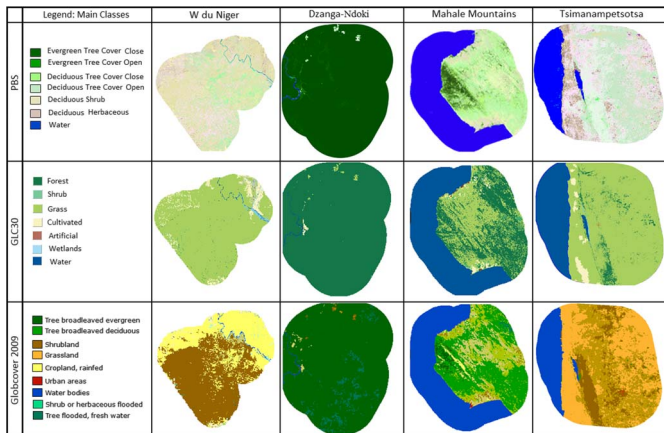 Legend: Main Classes
W du Niger
Dzanga-Ndoki
Mahale Mountains
Tsimanampetsotsa
PBS
Evergreen Tree Cover Close
Evergreen Tree Cover Open
Deciduous Tree Cover Close
Deciduous Tree Cover Open
Deciduous Shrub
Deciduous Herbaceous
Water
GLC30
Forest
Shrub
Grass
Cultivated
Artificial
Wetlands
Water
Globcover 2009
Tree broadleaved evergreen
Tree broadleaved deciduous
Shrubland
Grassland
Cropland, rainfed
Urban areas
Water bodies
Shrub or herbaceous flooded
Tree flooded, fresh water